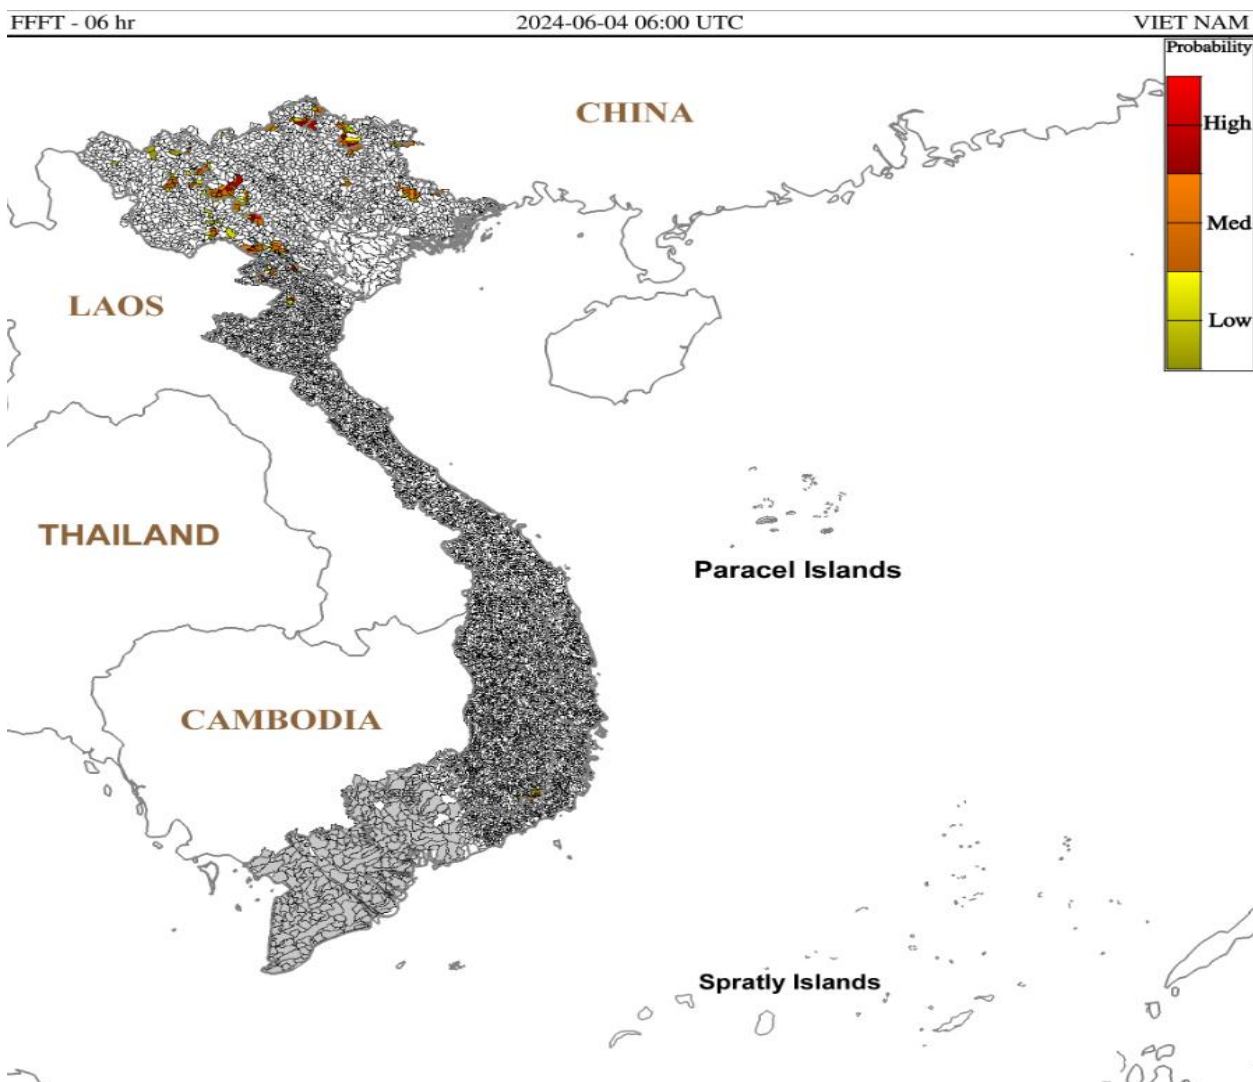 FFFT - 06 hr
2024-06-04 06:00 UTC
VIET NAM
Probability
CHINA
High
Med
LAOS
Low
THAILAND
Paracel Islands
CAMBODIA
Spratly Islands